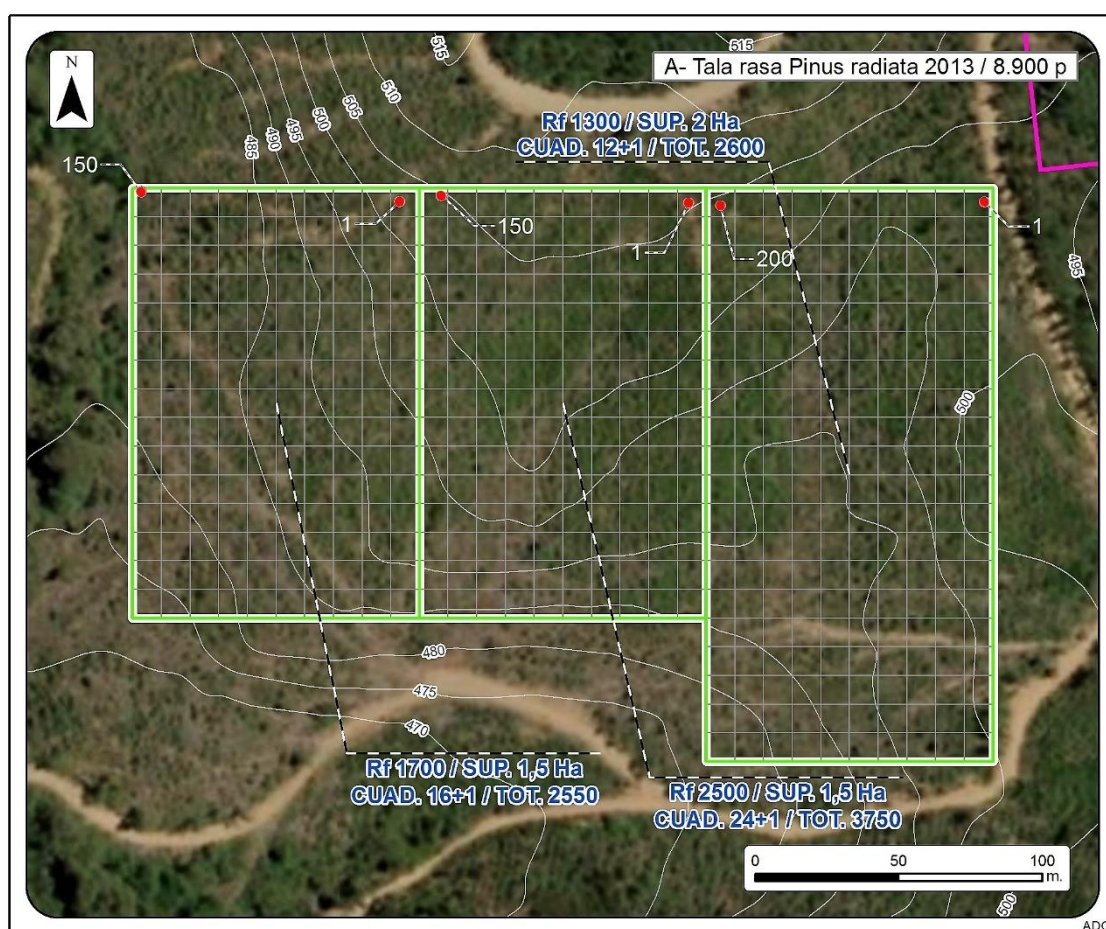 N
A- Tala rasa Pinus radiata 2013 / 8.900 p
515
515
510
505
500
495
490
485
Rf 1300 / SUP. 2 Ha
CUAD. 12+1 / TOT. 2600
150
1
150
1
200
1
495
500
480
475
470
Rf 1700 / SUP. 1,5 Ha
CUAD. 16+1 / TOT. 2550
Rf 2500 / SUP. 1,5 Ha
CUAD. 24+1 / TOT. 3750
0 50 100
m.
500
ADG